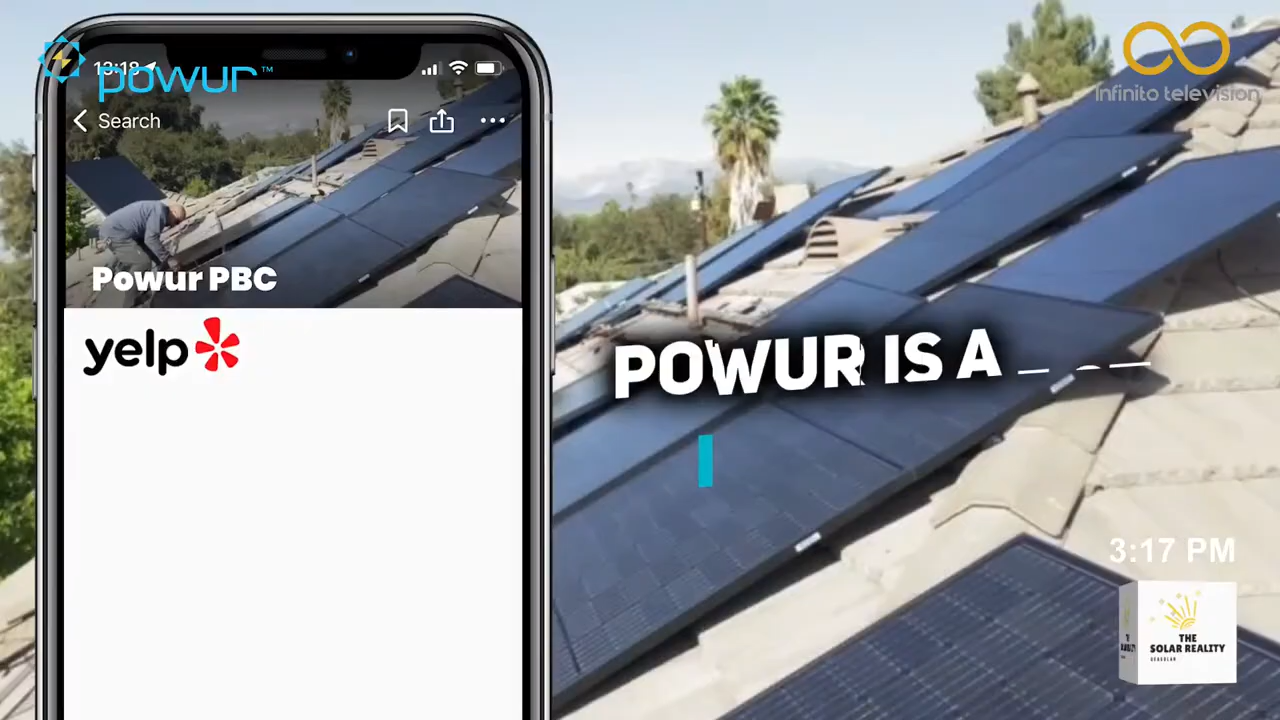 13:18
powur™
Search
Powur PBC
yelp
infinito television
POWUR IS A
3:17 PM
THE
SOLAR REALITY